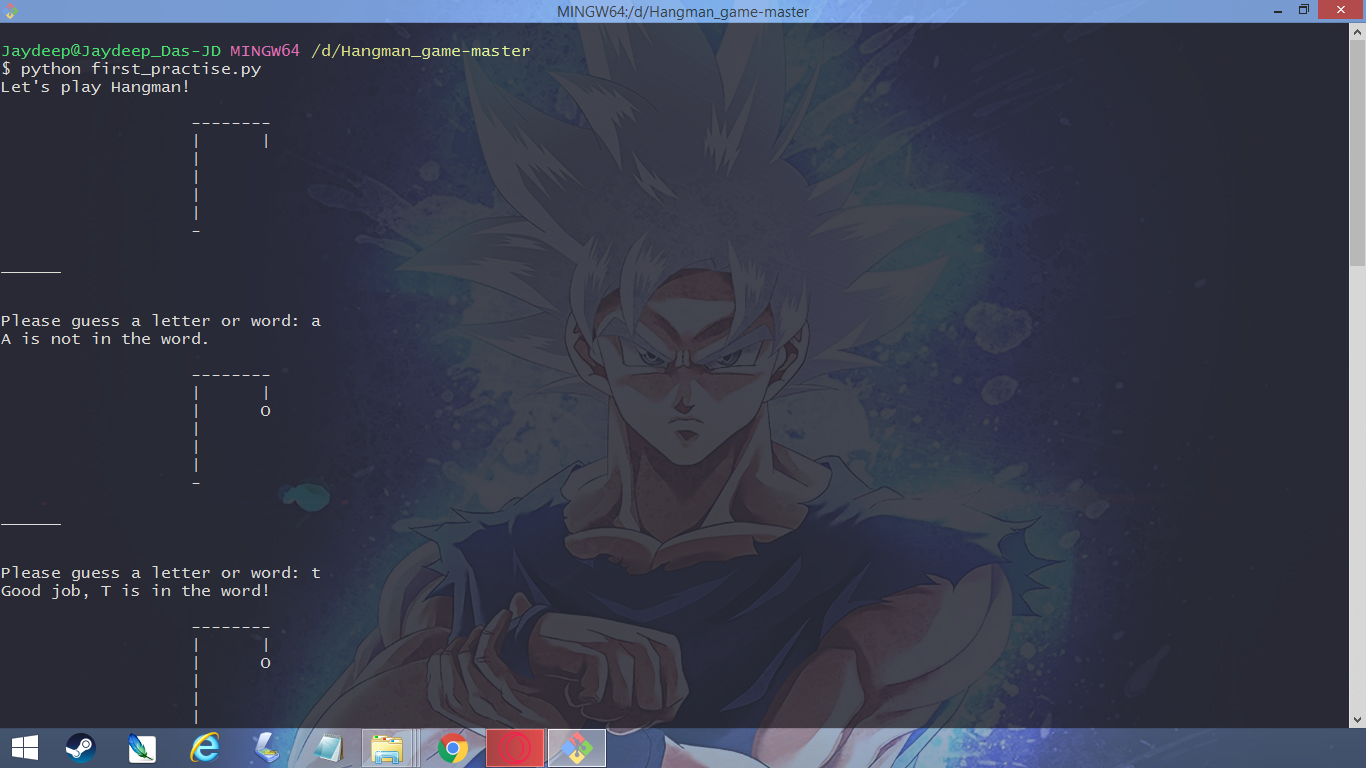 MINGW64:/d/Hangman_game-master
Jaydeep@Jaydeep_Das-JD MINGW64 /d/Hangman_game-master
$ python first_practise.py
Let's play Hangman!
                   --------
                   |      |
                   |
                   |
                   |
                   |
                   -
______
Please guess a letter or word: a
A is not in the word.
                   --------
                   |      |
                   |      O
                   |
                   |
                   |
                   -
______
Please guess a letter or word: t
Good job, T is in the word!
                   --------
                   |      |
                   |      O
                   |
                   |
                   |